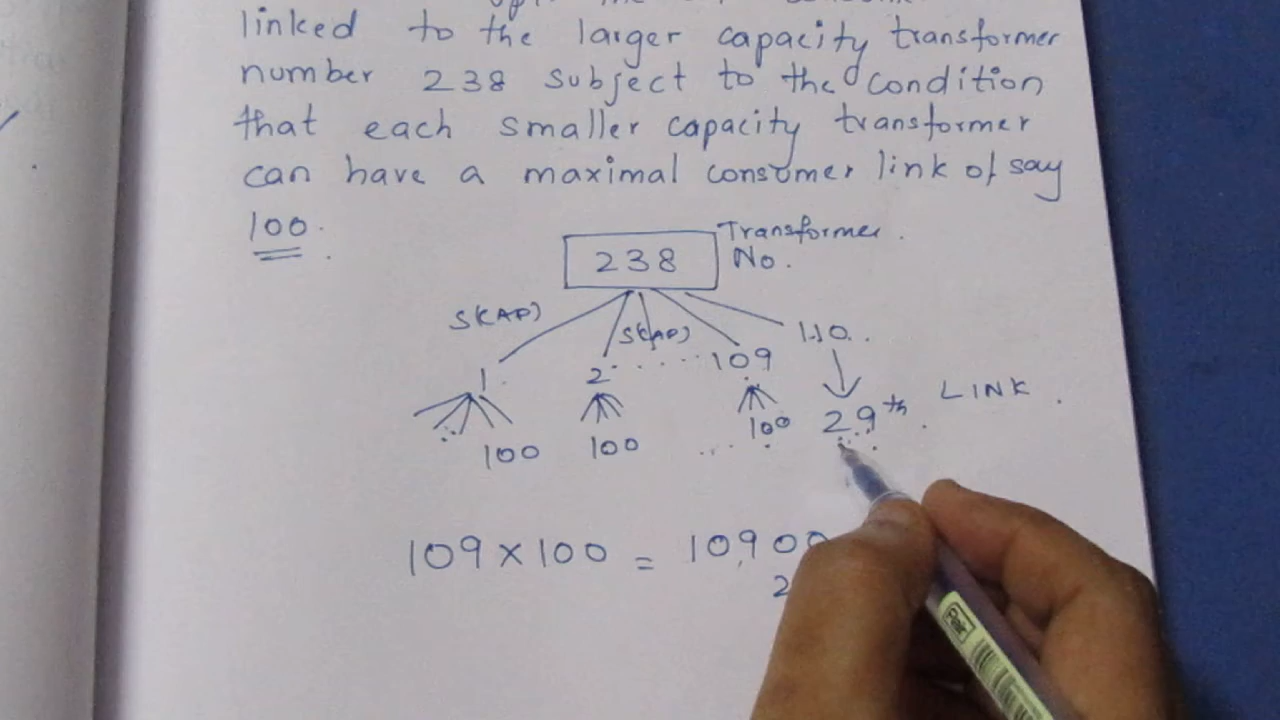 linked to the larger capacity transformer
number 238 subject to the condition
that each smaller capacity transformer
can have a maximal consumer link of say
100.
Transformer.
238 No.
S(AP)
S(AP) 110.
1. 2 ..... 109
29th LINK.
100 100 .... 100
109 × 100 = 10,900
2
Pair